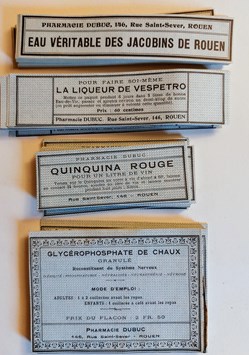 PHARMACIE DUBUC, 156, Rue Saint-Sever, ROUEN
EAU VÉRITABLE DES JACOBINS DE ROUEN
POUR FAIRE SOI-MÊME
LA LIQUEUR DE VESPETRO
Prix : 60 centimes
Pharmacie DUBUC, Rue Saint-Sever, 146, ROUEN
PHARMACIE DUBUC
QUINQUINA ROUGE
POUR UN LITRE DE VIN
Rue Saint-Sever, 146 - ROUEN
GLYCÉROPHOSPHATE DE CHAUX
GRANULÉ
Reconstituant du Système Nerveux
MODE D'EMPLOI :
ADULTES : 1 à 2 cuillerées avant les repas
ENFANTS : 1 cuillerée à café avant les repas
PRIX DU FLACON : 2 FR. 50
PHARMACIE DUBUC
146, Rue Saint-Sever, ROUEN